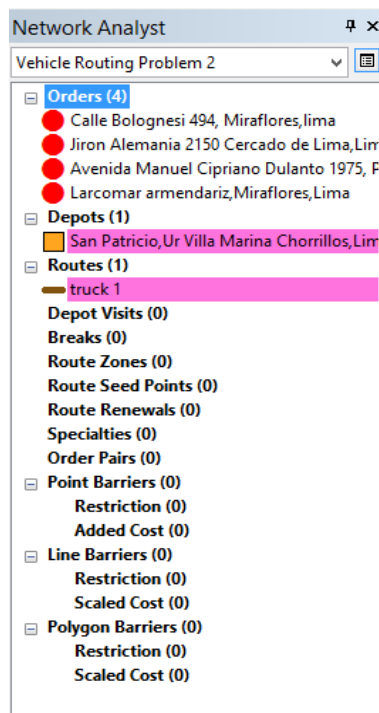 Network Analyst
Vehicle Routing Problem 2
Orders (4)
Calle Bolognesi 494, Miraflores,lima
Jiron Alemania 2150 Cercado de Lima,Lim
Avenida Manuel Cipriano Dulanto 1975, P
Larcomar armendariz,Miraflores,Lima
Depots (1)
San Patricio,Ur Villa Marina Chorrillos,Lim
Routes (1)
truck 1
Depot Visits (0)
Breaks (0)
Route Zones (0)
Route Seed Points (0)
Route Renewals (0)
Specialties (0)
Order Pairs (0)
Point Barriers (0)
Restriction (0)
Added Cost (0)
Line Barriers (0)
Restriction (0)
Scaled Cost (0)
Polygon Barriers (0)
Restriction (0)
Scaled Cost (0)